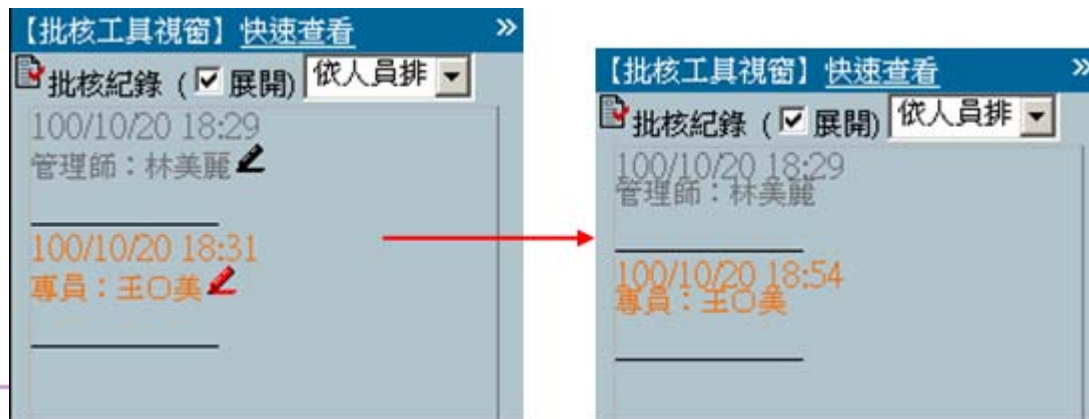 【批核工具視窗】快速查看 »
批核紀錄 ( 展開) 依人員排
100/10/20 18:29
管理師：林美麗
100/10/20 18:31
專員：王○美
【批核工具視窗】快速查看 »
批核紀錄 ( 展開) 依人員排
100/10/20 18:29
管理師：林美麗
100/10/20 18:54
專員：王○美